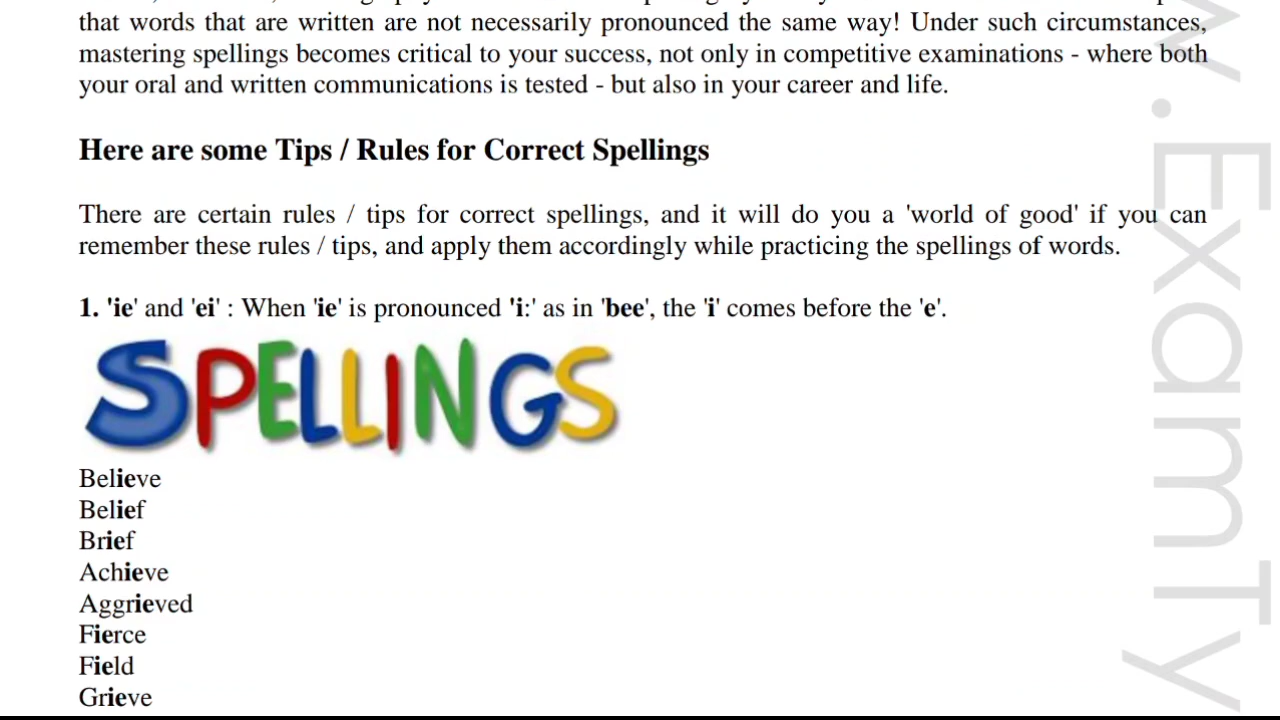 that words that are written are not necessarily pronounced the same way! Under such circumstances,
mastering spellings becomes critical to your success, not only in competitive examinations - where both
your oral and written communications is tested - but also in your career and life.
Here are some Tips / Rules for Correct Spellings
There are certain rules / tips for correct spellings, and it will do you a 'world of good' if you can
remember these rules / tips, and apply them accordingly while practicing the spellings of words.
1. 'ie' and 'ei' : When 'ie' is pronounced 'i:' as in 'bee', the 'i' comes before the 'e'.
SPELLINGS
Believe
Belief
Brief
Achieve
Aggrieved
Fierce
Field
Grieve
w.ExamTy